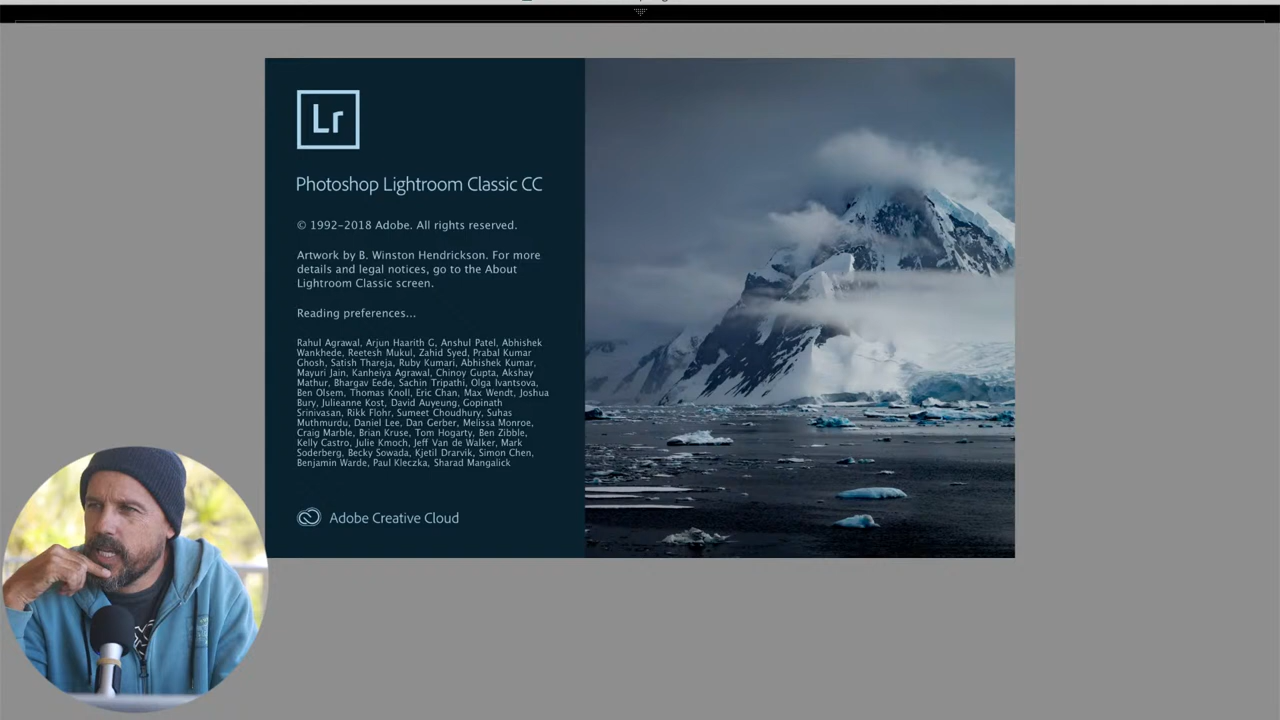 Lr
Photoshop Lightroom Classic CC
© 1992-2018 Adobe. All rights reserved.
Artwork by B. Winston Hendrickson. For more
details and legal notices, go to the About
Lightroom Classic screen.
Reading preferences...
Rahul Agrawal, Arjun Haarith G, Anshul Patel, Abhishek
Wankhede, Reetesh Mukul, Zahid Syed, Prabal Kumar
Ghosh, Satish Thareja, Ruby Kumari, Abhishek Kumar,
Mayuri Jain, Kanheiya Agrawal, Chinoy Gupta, Akshay
Mathur, Bhargav Eede, Sachin Tripathi, Olga Ivantsova,
Ben Olsem, Thomas Knoll, Eric Chan, Max Wendt, Joshua
Bury, Julieanne Kost, David Auyeung, Gopinath
Srinivasan, Rikk Flohr, Sumeet Choudhury, Suhas
Muthmurdu, Daniel Lee, Dan Gerber, Melissa Monroe,
Craig Marble, Brian Kruse, Tom Hogarty, Ben Zibble,
Kelly Castro, Julie Kmoch, Jeff Van de Walker, Mark
Soderberg, Becky Sowada, Kjetil Drarvik, Simon Chen,
Benjamin Warde, Paul Kleczka, Sharad Mangalick
Adobe Creative Cloud